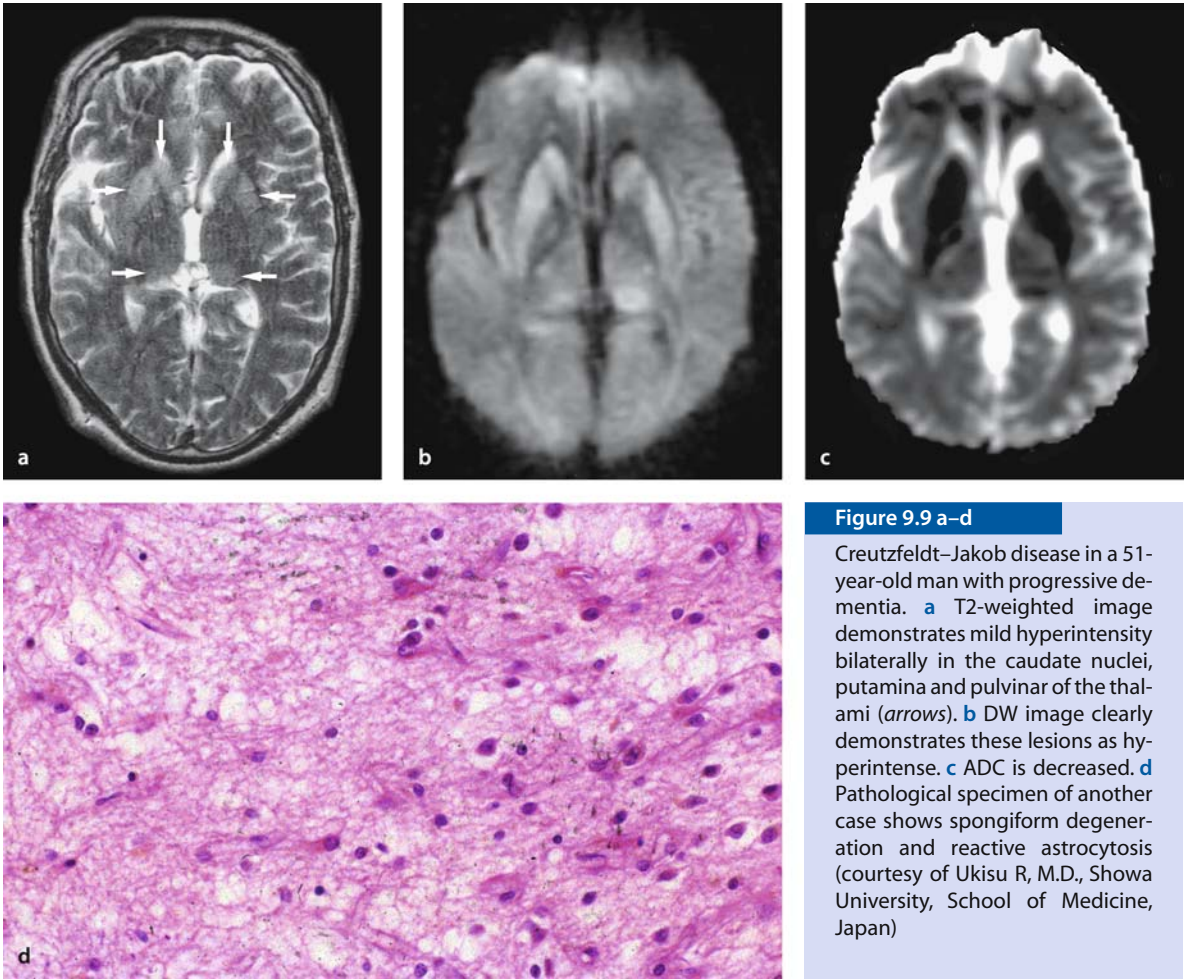 a
b
c
d
Figure 9.9 a–d
Creutzfeldt–Jakob disease in a 51-
year-old man with progressive de-
mentia. a T2-weighted image
demonstrates mild hyperintensity
bilaterally in the caudate nuclei,
putamina and pulvinar of the thal-
ami (arrows). b DW image clearly
demonstrates these lesions as hy-
perintense. c ADC is decreased. d
Pathological specimen of another
case shows spongiform degener-
ation and reactive astrocytosis
(courtesy of Ukisu R, M.D., Showa
University, School of Medicine,
Japan)